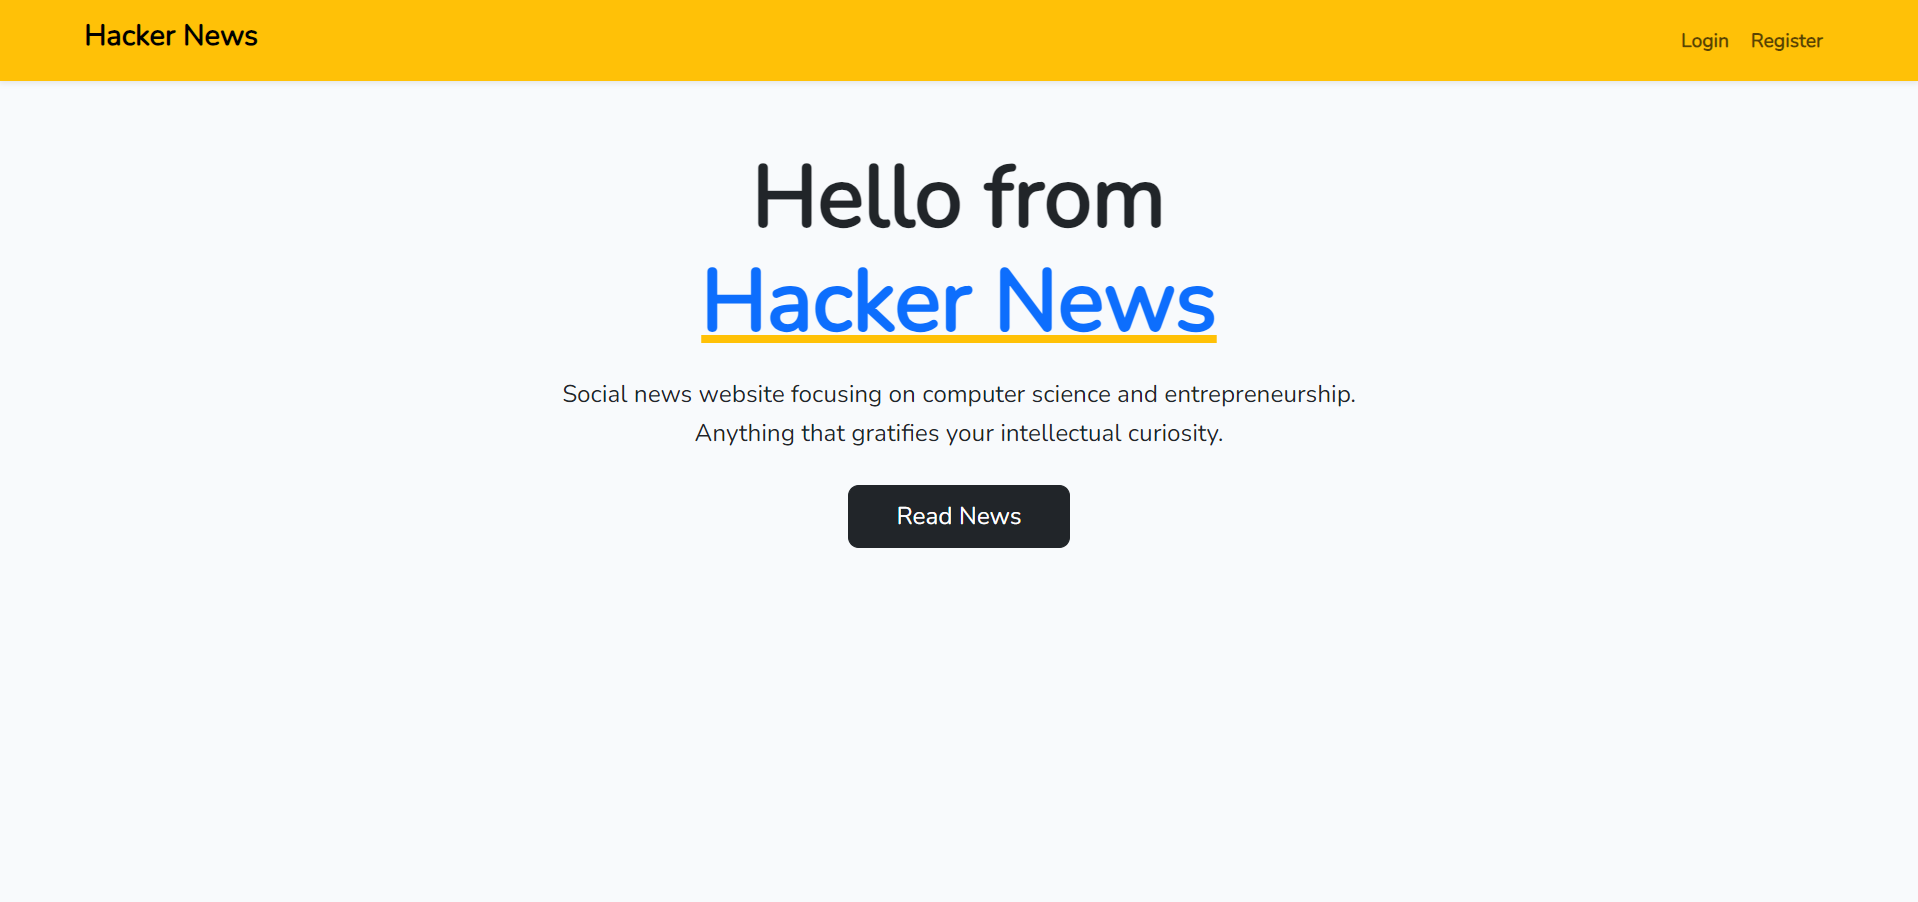 Hacker News
Login Register
Hello from
Hacker News
Social news website focusing on computer science and entrepreneurship.
Anything that gratifies your intellectual curiosity.
Read News